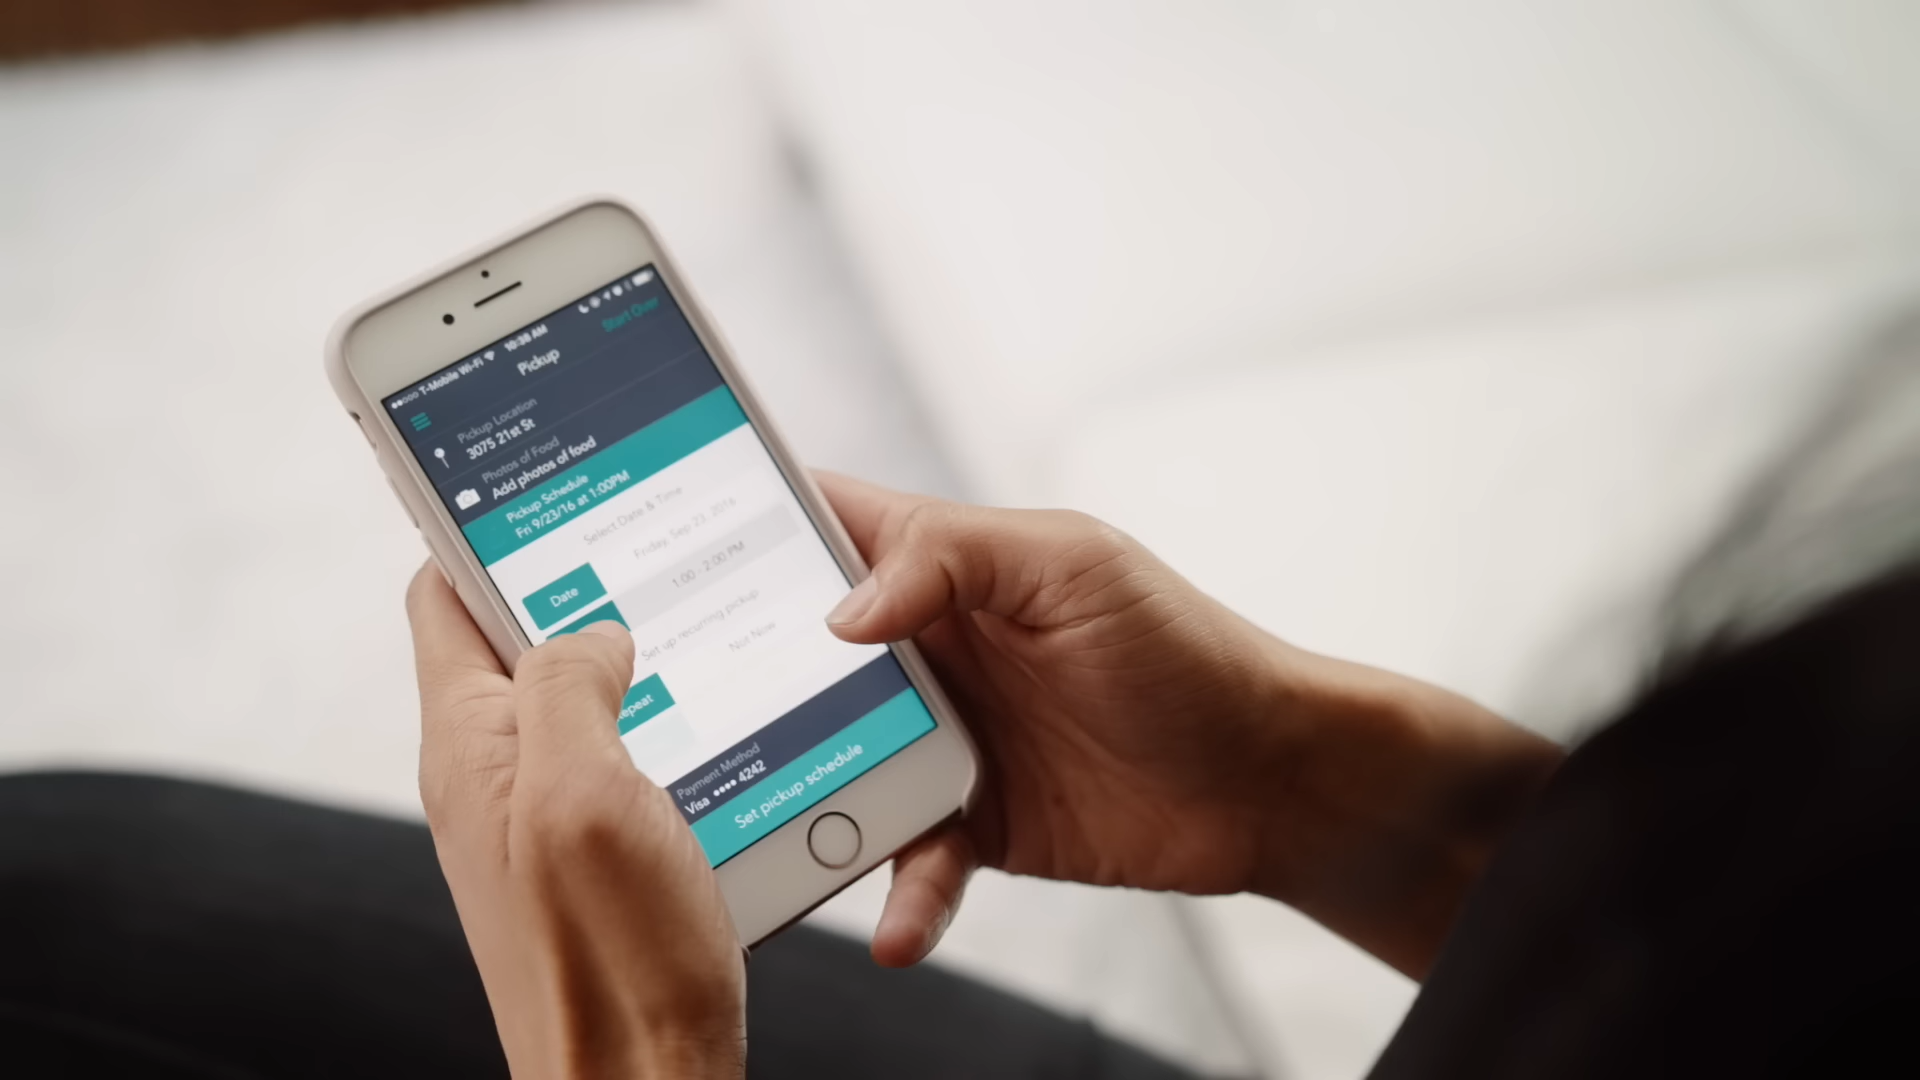 T-Mobile Wi-Fi 10:38 AM
Pickup
Start Over
Pickup Location
3075 21st St
Photos of Food
Add photos of food
Pickup Schedule
Fri 9/23/16 at 1:00PM
Select Date & Time
Date
Friday, Sep 23, 2016
1:00 - 2:00 PM
Set up recurring pickup
Not Now
epeat
Payment Method
Visa •••• 4242
Set pickup schedule